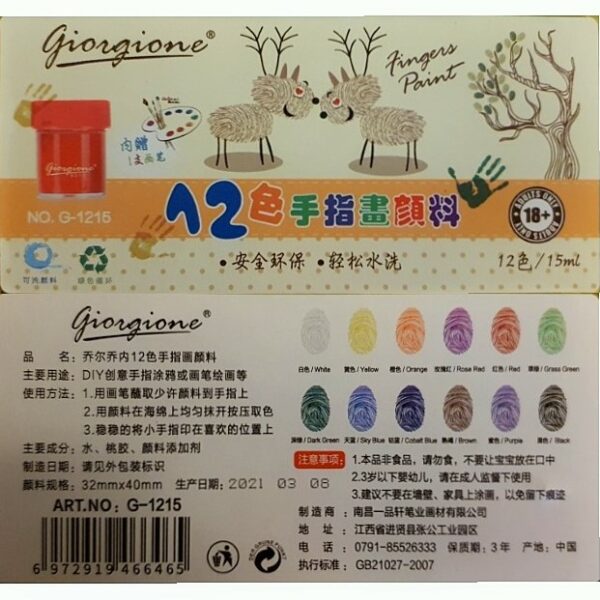 giorgione®
Fingers
Paint
giorgione
内赠
1支画笔
NO. G-1215
12色手指畫顔料
ADULTS ONLY
18+
ADULTS ONLY
·安全环保 ·轻松水洗
12色/15ml
可洗颜料
绿色循环
giorgione®
品 名： 乔尔乔内12色手指画颜料
主要用途： DIY创意手指涂鸦或画笔绘画等
使用方法： 1.用画笔蘸取少许颜料到手指上
2.用颜料在海绵上均匀抹开按压取色
3.稳稳的将小手指印在喜欢的位置上
主要成分： 水、桃胶、颜料添加剂
制造日期： 请见外包装标识
颜料规格： 32mmx40mm 生产日期： 2021 03 08
ART.NO: G-1215
6 972919 466465
DER GRÜNE PUNKT
白色/White 黄色/Yellow 橙色/Orange 玫瑰红/Rose Red 红色/Red 草绿/Grass Green
深绿/Dark Green 天蓝/Sky Blue 钴蓝/Cobalt Blue 熟褐/Brown 紫色/Purple 黑色/Black
注意事项： 1.本品非食品，请勿食，不要让宝宝放在口中
2.3岁以下婴幼儿，请在成人监督下使用
3.建议不要在墙壁、家具上涂画，以免留下痕迹
制造商 ： 南昌一品轩笔业画材有限公司
地 址 ： 江西省进贤县张公工业园区
电 话 ： 0791-85526333 保质期：3年 产地：中国
执行标准： GB21027-2007